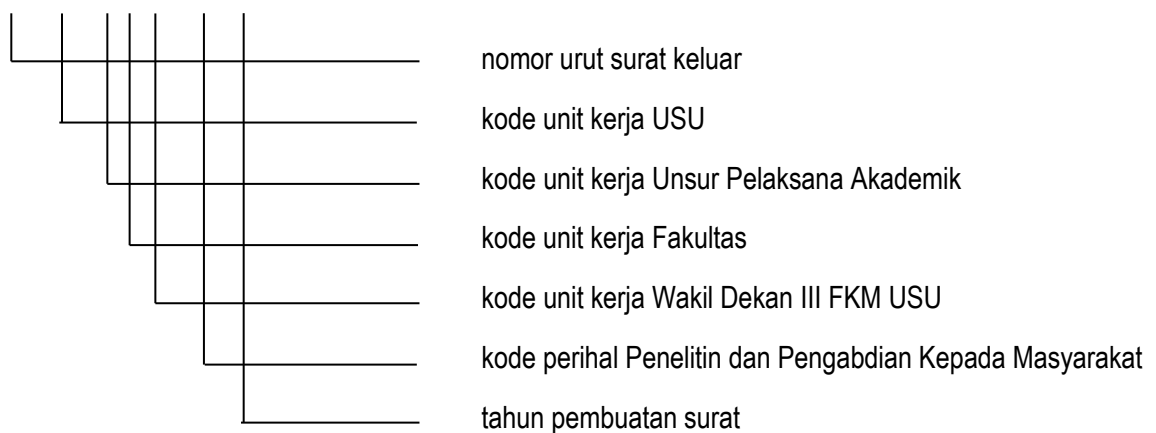 nomor urut surat keluar
kode unit kerja USU
kode unit kerja Unsur Pelaksana Akademik
kode unit kerja Fakultas
kode unit kerja Wakil Dekan III FKM USU
kode perihal Penelitin dan Pengabdian Kepada Masyarakat
tahun pembuatan surat